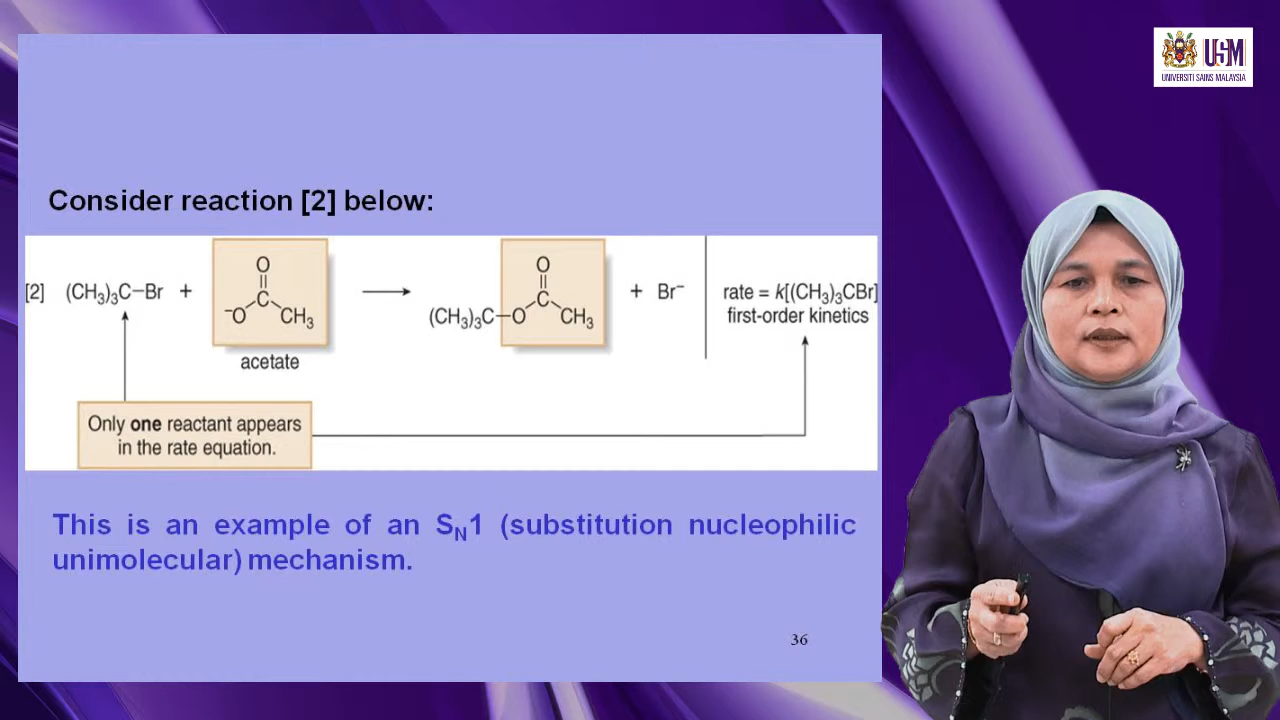 USM
UNIVERSITI SAINS MALAYSIA
Consider reaction [2] below:
[2] (CH₃)₃C–Br + ⁻O C O CH₃ → (CH₃)₃C–O C O CH₃ + Br⁻ rate = k[(CH₃)₃CBr]
first-order kinetics
acetate
Only one reactant appears
in the rate equation.
This is an example of an Sɴ1 (substitution nucleophilic
unimolecular) mechanism.
36